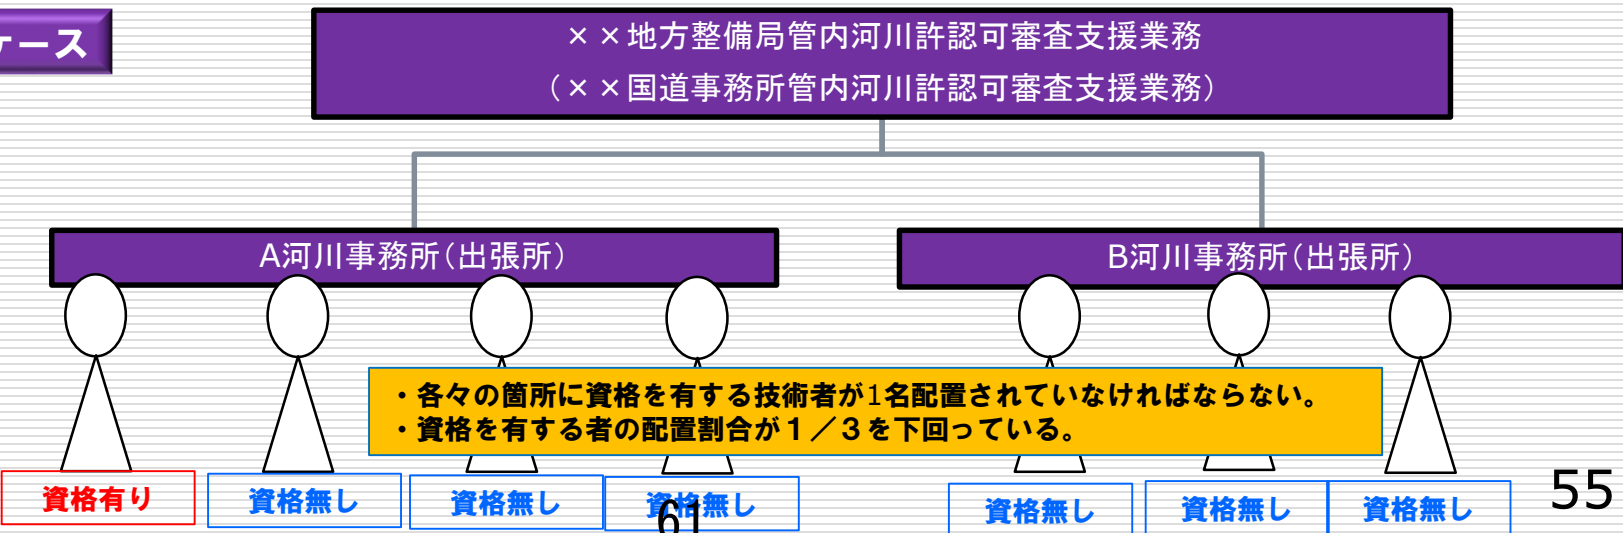 ケース
××地方整備局管内河川許認可審査支援業務
（××国道事務所管内河川許認可審査支援業務）
A河川事務所（出張所）
B河川事務所（出張所）
・各々の箇所に資格を有する技術者が1名配置されていなければならない。
・資格を有する者の配置割合が１／３を下回っている。
資格有り
資格無し
資格無し
資格無し
資格無し
資格無し
資格無し
61
55